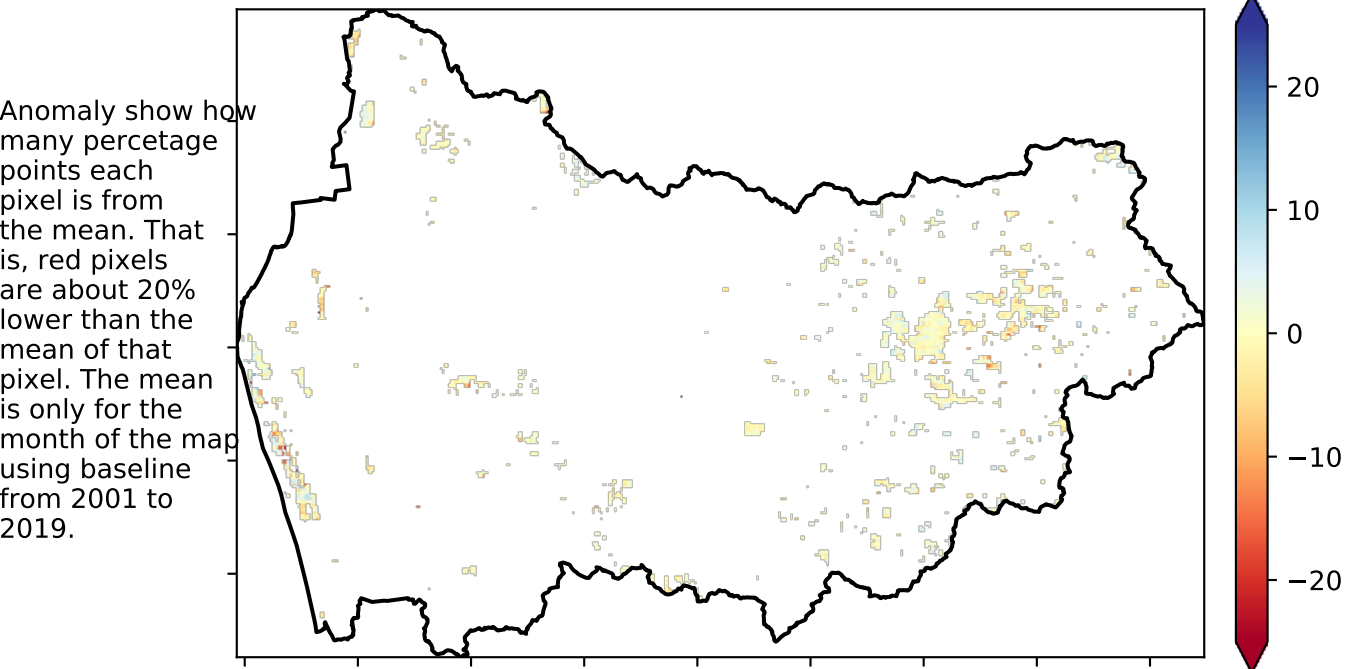 Anomaly show how
many percetage
points each
pixel is from
the mean. That
is, red pixels
are about 20%
lower than the
mean of that
pixel. The mean
is only for the
month of the map
using baseline
from 2001 to
2019.
20
10
0
−10
−20